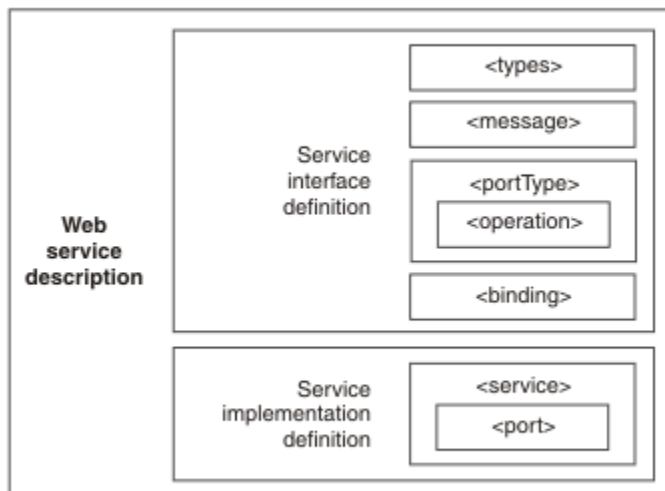 Web
service
description
Service
interface
definition
<types>
<message>
<portType>
<operation>
<binding>
Service
implementation
definition
<service>
<port>